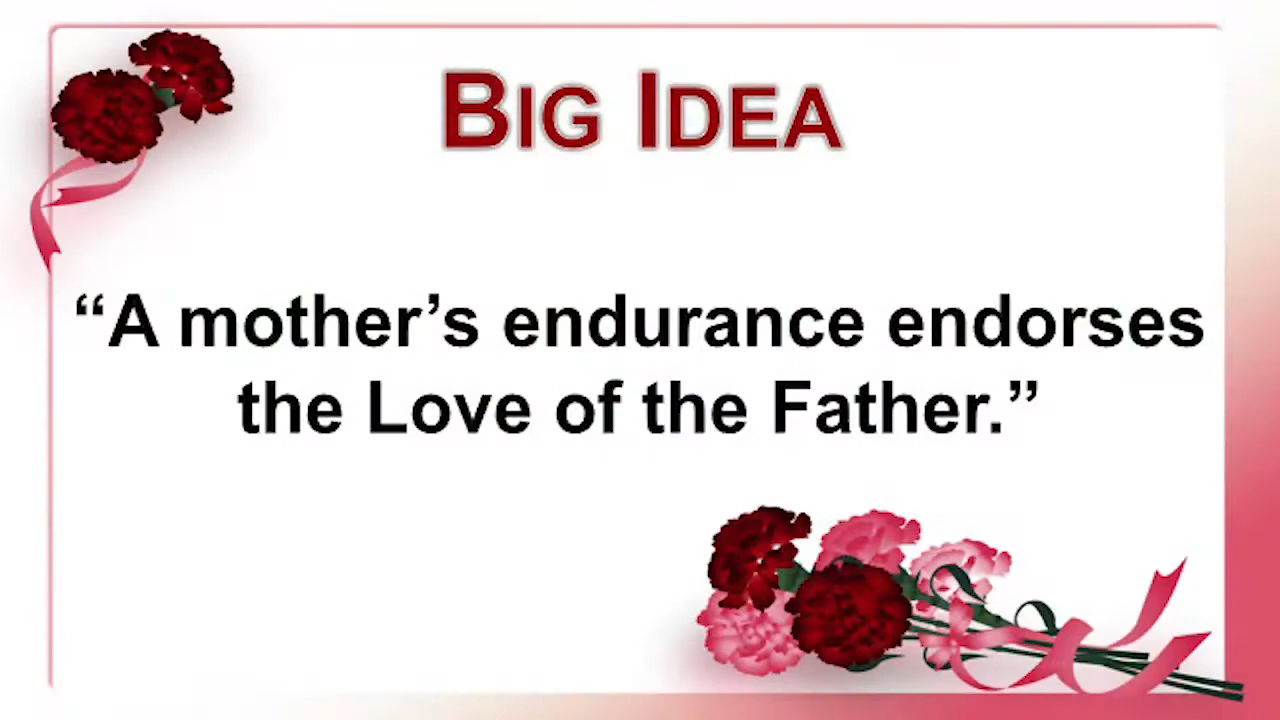 BIG IDEA
“A mother’s endurance endorses
the Love of the Father.”